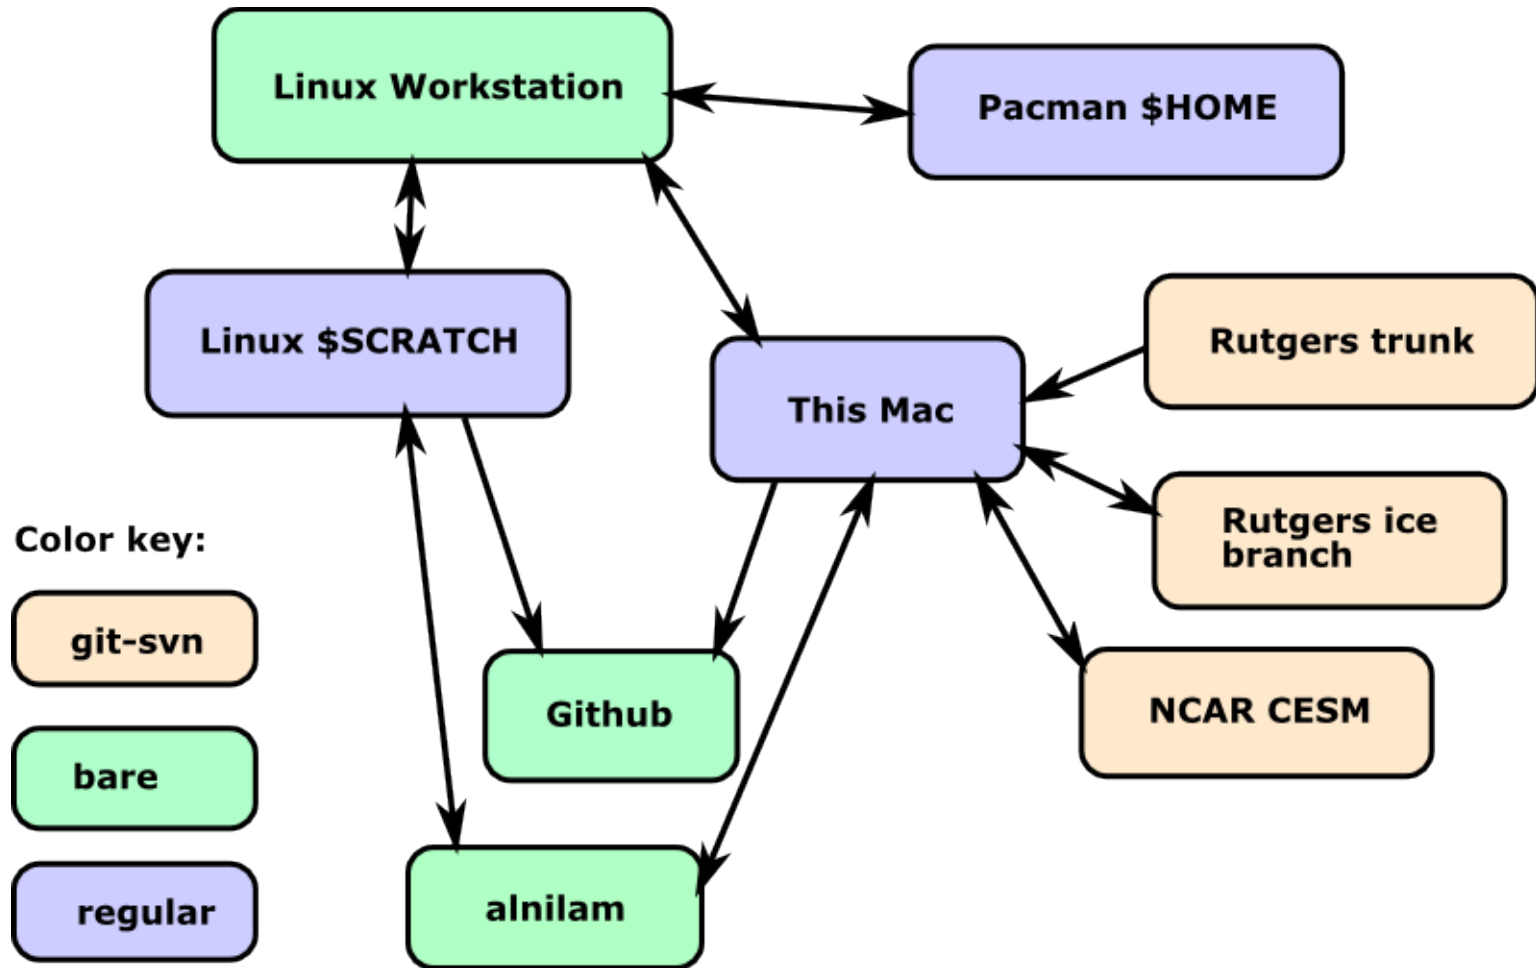 Linux Workstation
Pacman $HOME
Linux $SCRATCH
Rutgers trunk
This Mac
Rutgers ice
branch
Color key:
git-svn
Github
NCAR CESM
bare
alnilam
regular